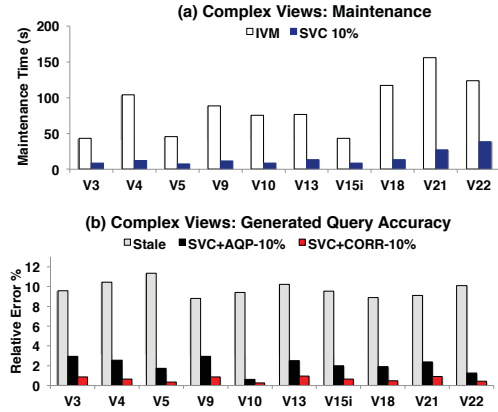 (a) Complex Views: Maintenance
IVM SVC 10%
Maintenance Time (s)
200
150
100
50
0
V3 V4 V5 V9 V10 V13 V15i V18 V21 V22
(b) Complex Views: Generated Query Accuracy
Stale SVC+AQP-10% SVC+CORR-10%
Relative Error %
12
10
8
6
4
2
0
V3 V4 V5 V9 V10 V13 V15i V18 V21 V22